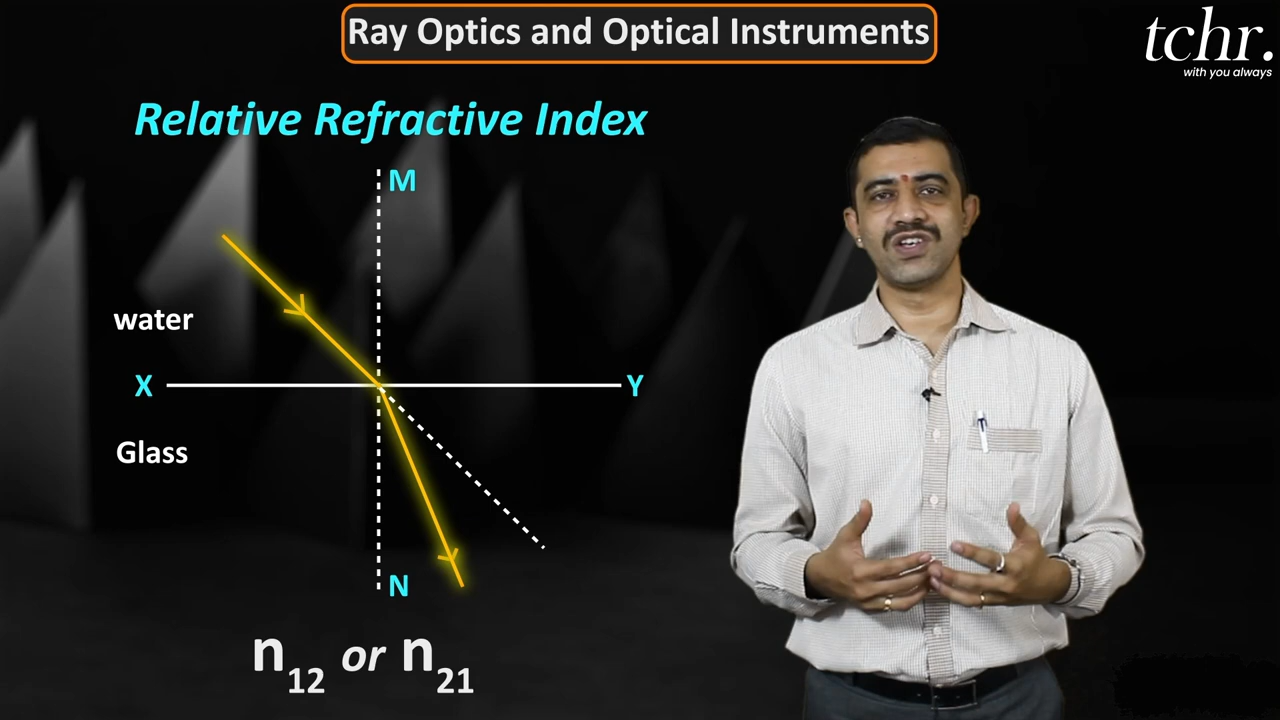 Ray Optics and Optical Instruments
tchr.
with you always
Relative Refractive Index
M
water
X
Y
Glass
N
n12 or n21